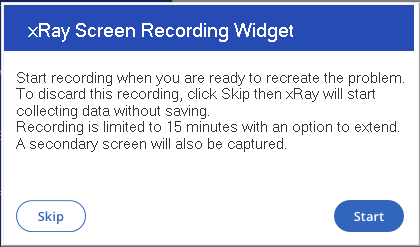 xRay Screen Recording Widget
Start recording when you are ready to recreate the problem.
To discard this recording, click Skip then xRay will start
collecting data without saving.
Recording is limited to 15 minutes with an option to extend.
A secondary screen will also be captured.
Skip
Start